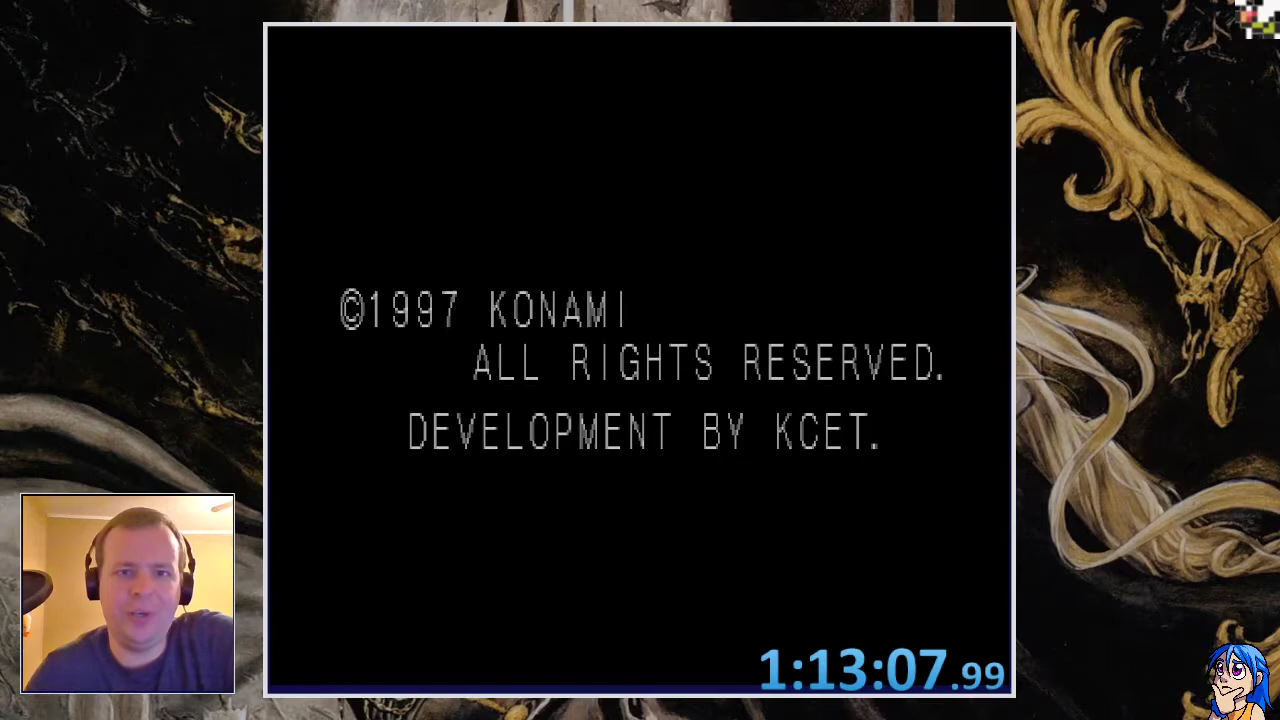 ©1997 KONAMI
ALL RIGHTS RESERVED.
DEVELOPMENT BY KCET.
1:13:07.99